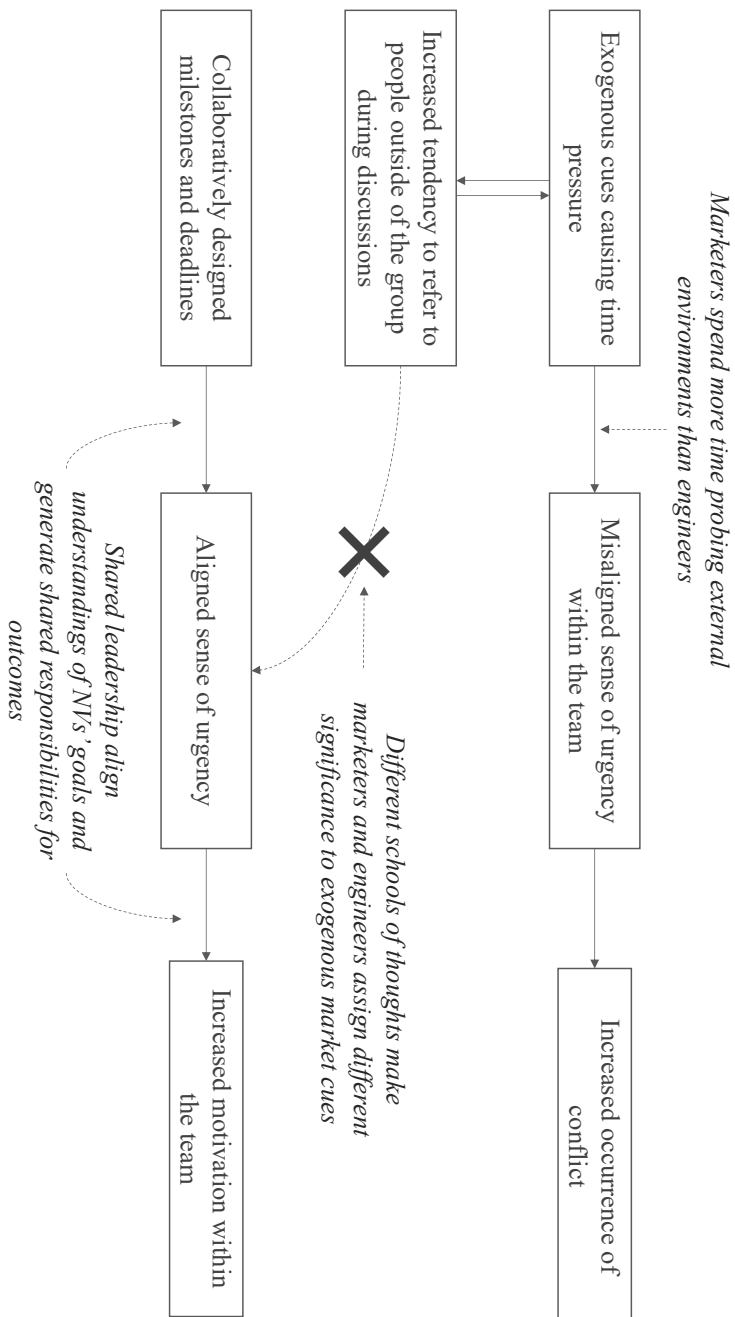 Marketers spend more time probing external
environments than engineers
Exogenous cues causing time
pressure
Misaligned sense of urgency
within the team
Increased occurrence of
conflict
Increased tendency to refer to
people outside of the group
during discussions
Different schools of thoughts make
marketers and engineers assign different
significance to exogenous market cues
Collaboratively designed
milestones and deadlines
Aligned sense of urgency
Increased motivation within
the team
Shared leadership align
understandings of NVs' goals and
generate shared responsibilities for
outcomes